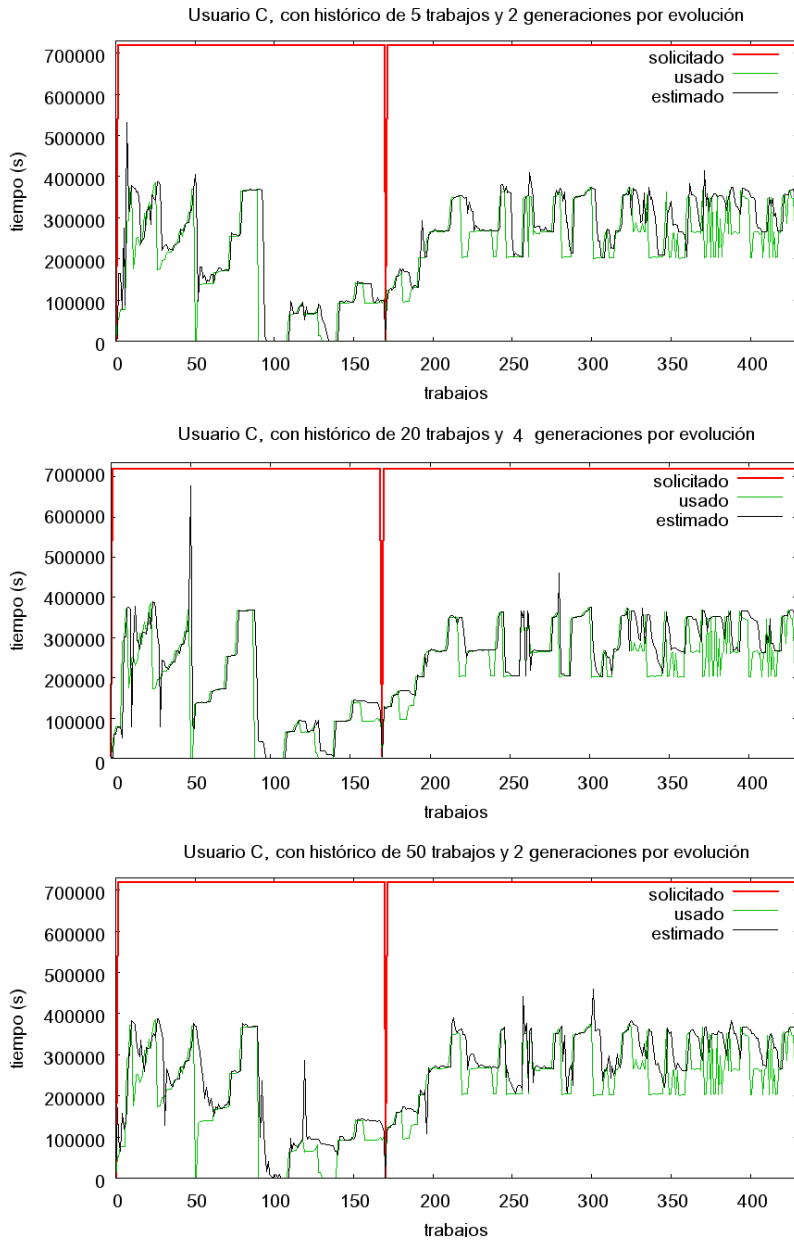 Usuario C, con histórico de 5 trabajos y 2 generaciones por evolución
700000
600000
500000
400000
300000
200000
100000
0
tiempo (s)
solicitado
usado
estimado
0 50 100 150 200 250 300 350 400
trabajos
Usuario C, con histórico de 20 trabajos y 4 generaciones por evolución
700000
600000
500000
400000
300000
200000
100000
0
tiempo (s)
solicitado
usado
estimado
0 50 100 150 200 250 300 350 400
trabajos
Usuario C, con histórico de 50 trabajos y 2 generaciones por evolución
700000
600000
500000
400000
300000
200000
100000
0
tiempo (s)
solicitado
usado
estimado
0 50 100 150 200 250 300 350 400
trabajos